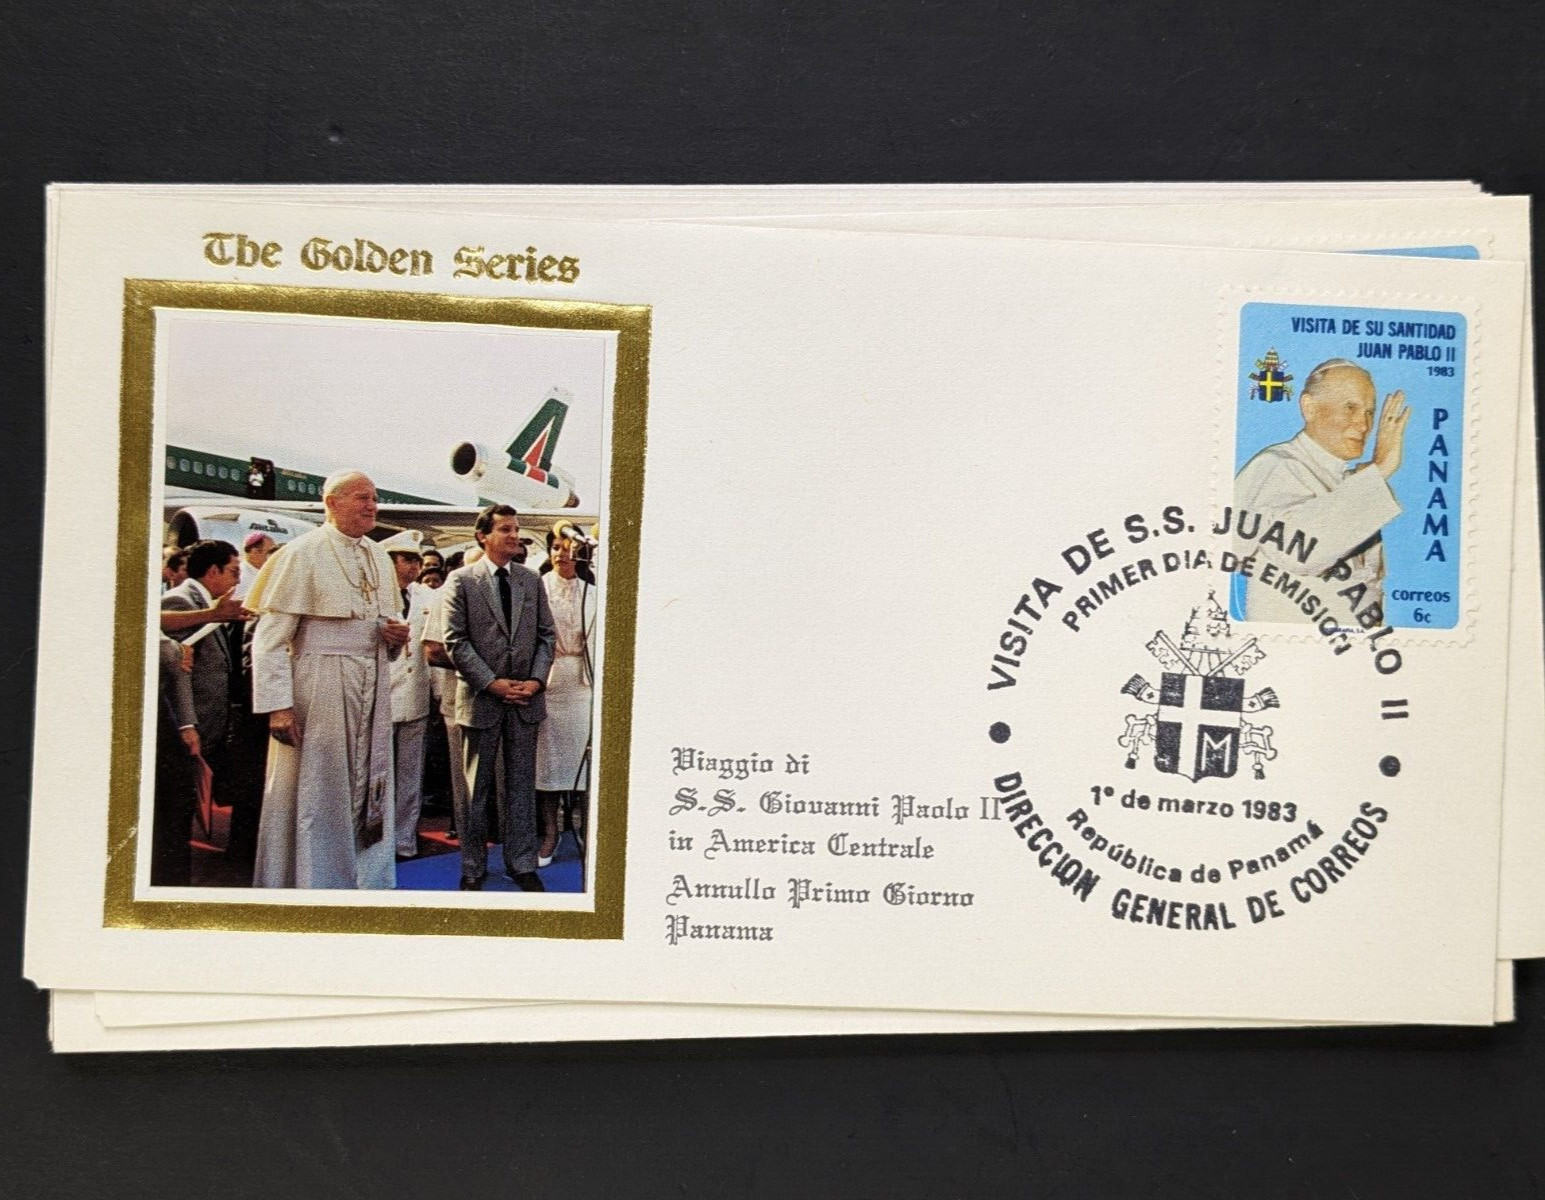 The Golden Series
VISITA DE SU SANTIDAD
JUAN PABLO II
1983
PANAMA
correos
6c
Viaggio di
S.S. Giovanni Paolo II
in America Centrale
Annullo Primo Giorno
Panama
VISITA DE S.S. JUAN PABLO II
PRIMER DIA DE EMISION
M
1º de marzo 1983
República de Panamá
DIRECCION GENERAL DE CORREOS